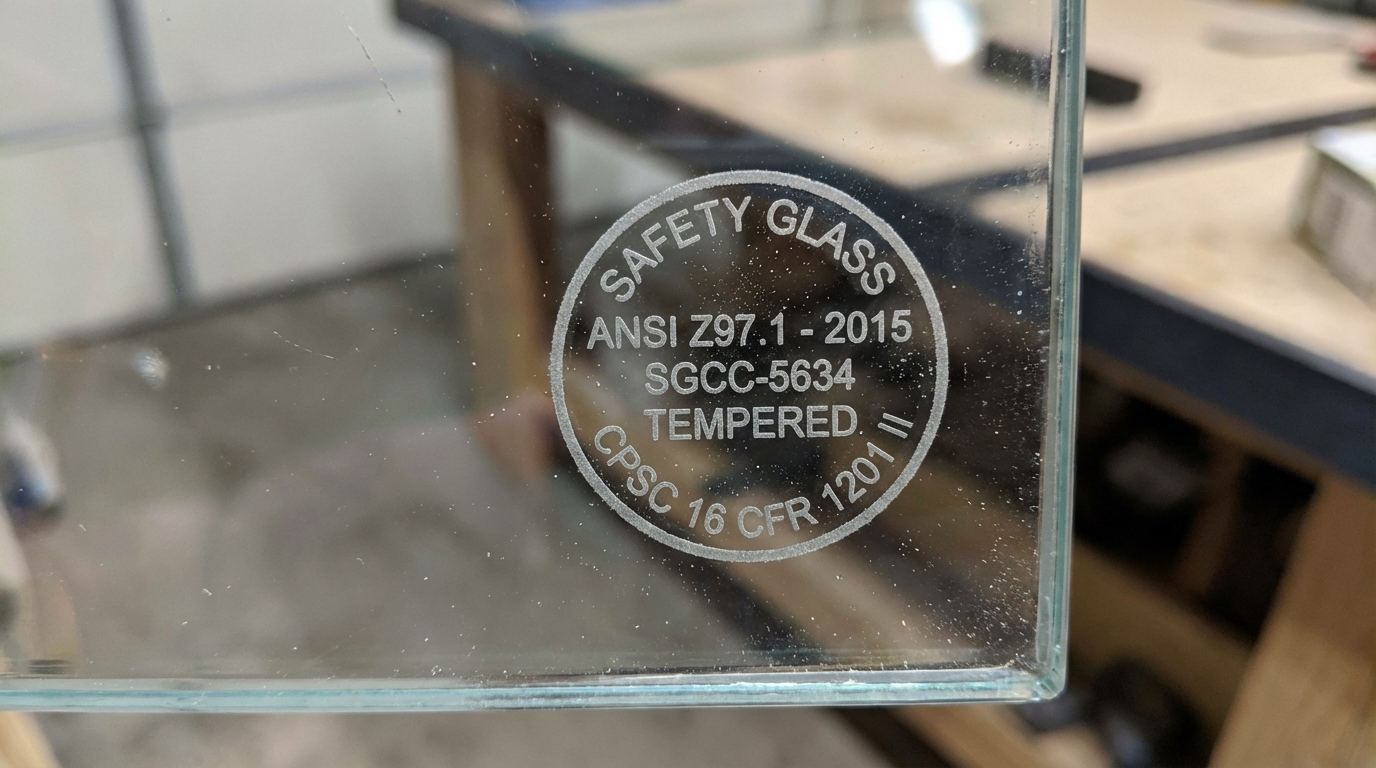 SAFETY GLASS
ANSI Z97.1 - 2015
SGCC-5634
TEMPERED
CPSC 16 CFR 1201 II